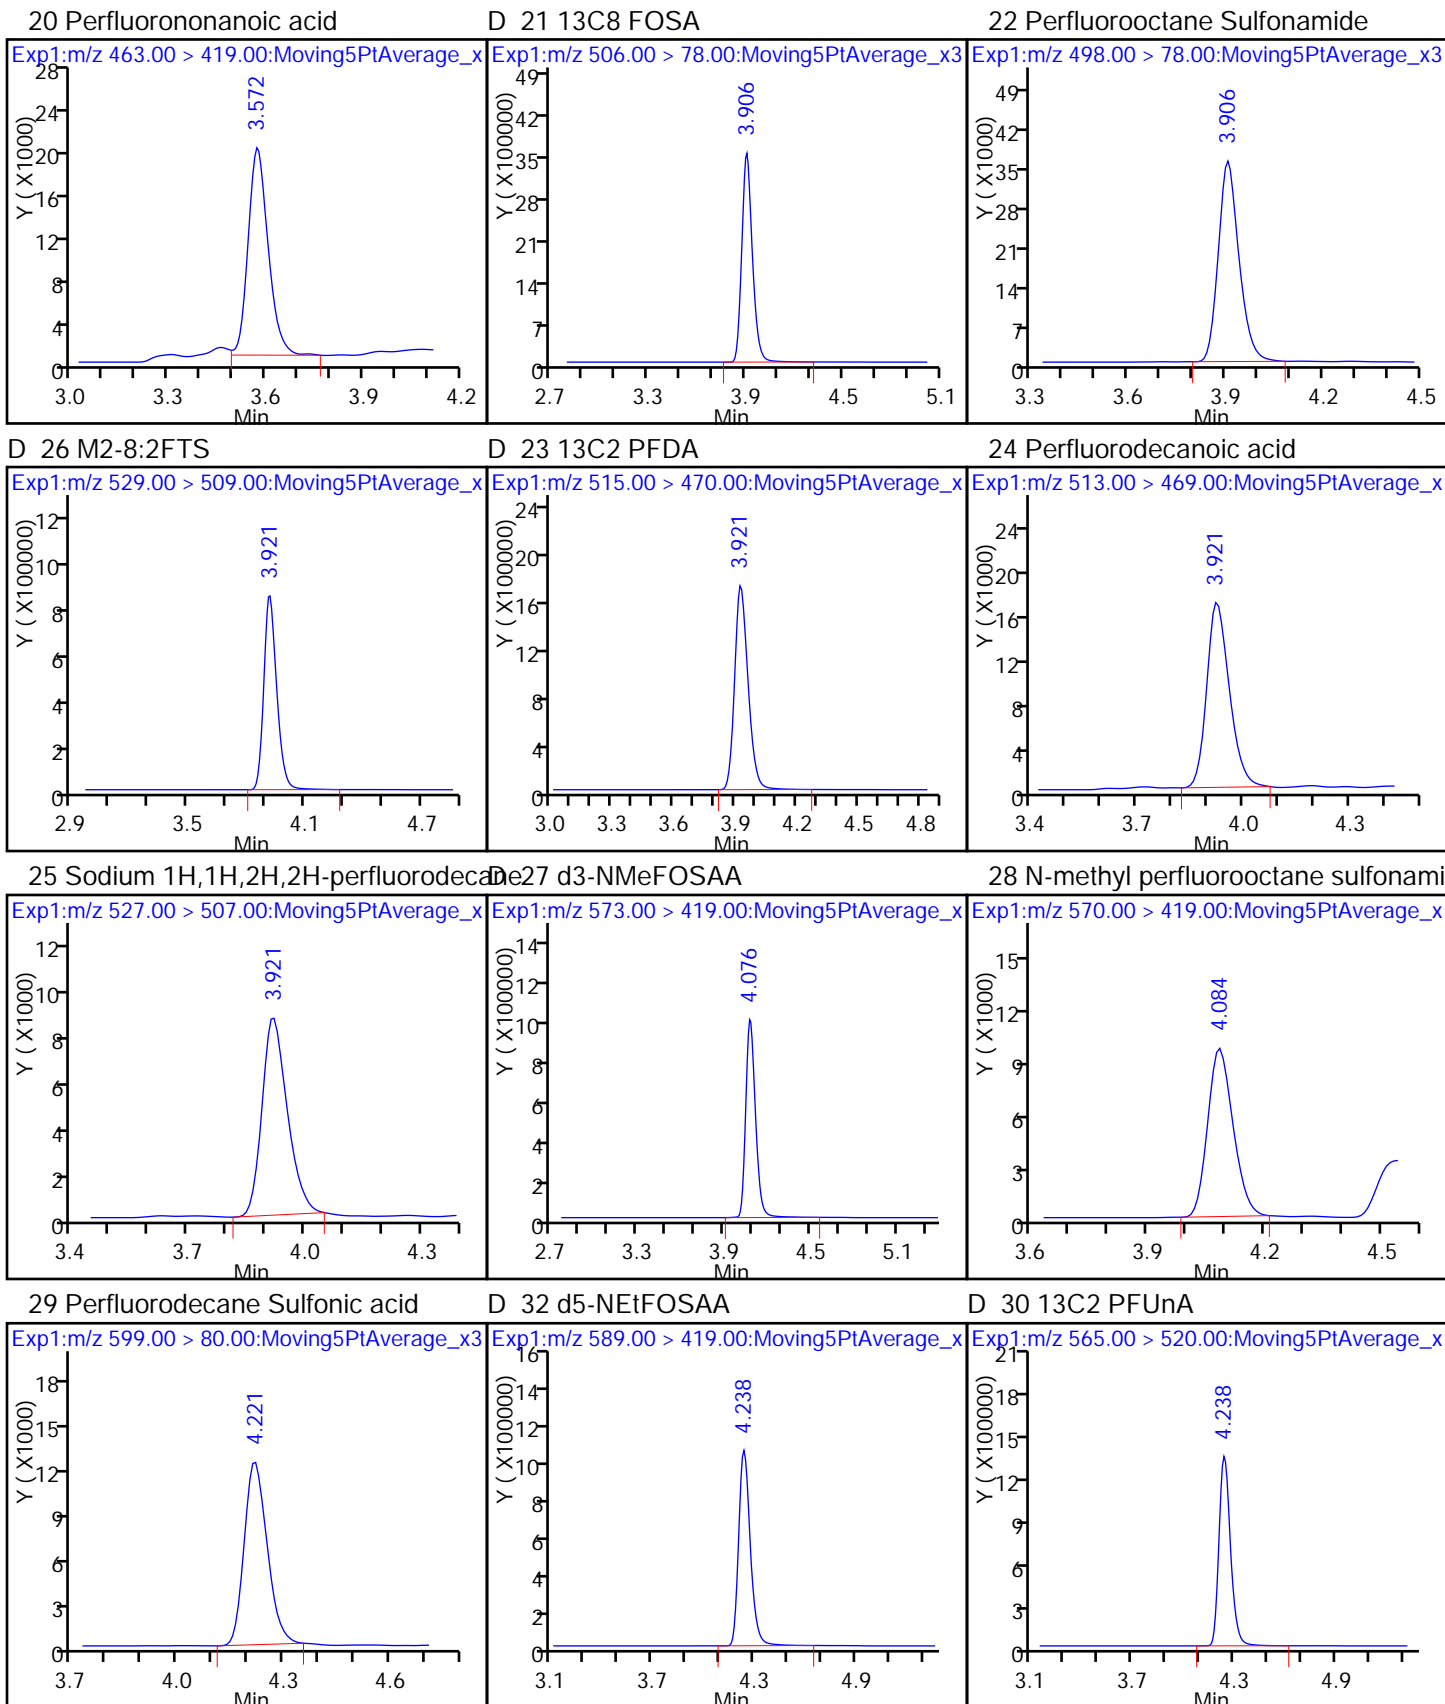 20 Perfluorononanoic acid
Exp1:m/z 463.00 > 419.00:Moving5PtAverage_x
Y ( X1000)
28
24
20
16
12
8
4
0
3.572
3.0 3.3 3.6 3.9 4.2
Min
D 21 13C8 FOSA
Exp1:m/z 506.00 > 78.00:Moving5PtAverage_x3
Y ( X100000)
49
42
35
28
21
14
7
0
3.906
2.7 3.3 3.9 4.5 5.1
Min
22 Perfluorooctane Sulfonamide
Exp1:m/z 498.00 > 78.00:Moving5PtAverage_x3
Y ( X1000)
49
42
35
28
21
14
7
0
3.906
3.3 3.6 3.9 4.2 4.5
Min
D 26 M2-8:2FTS
Exp1:m/z 529.00 > 509.00:Moving5PtAverage_x
Y ( X100000)
12
10
8
6
4
2
0
3.921
2.9 3.5 4.1 4.7
Min
D 23 13C2 PFDA
Exp1:m/z 515.00 > 470.00:Moving5PtAverage_x
Y ( X100000)
24
20
16
12
8
4
0
3.921
3.0 3.3 3.6 3.9 4.2 4.5 4.8
Min
24 Perfluorodecanoic acid
Exp1:m/z 513.00 > 469.00:Moving5PtAverage_x
Y ( X1000)
24
20
16
12
8
4
0
3.921
3.4 3.7 4.0 4.3
Min
25 Sodium 1H,1H,2H,2H-perfluorodecane
Exp1:m/z 527.00 > 507.00:Moving5PtAverage_x
Y ( X1000)
12
10
8
6
4
2
0
3.921
3.4 3.7 4.0 4.3
Min
D 27 d3-NMeFOSAA
Exp1:m/z 573.00 > 419.00:Moving5PtAverage_x
Y ( X100000)
14
12
10
8
6
4
2
0
4.076
2.7 3.3 3.9 4.5 5.1
Min
28 N-methyl perfluorooctane sulfonami
Exp1:m/z 570.00 > 419.00:Moving5PtAverage_x
Y ( X1000)
15
12
9
6
3
0
4.084
3.6 3.9 4.2 4.5
Min
29 Perfluorodecane Sulfonic acid
Exp1:m/z 599.00 > 80.00:Moving5PtAverage_x3
Y ( X1000)
18
15
12
9
6
3
0
4.221
3.7 4.0 4.3 4.6
Min
D 32 d5-NEtFOSAA
Exp1:m/z 589.00 > 419.00:Moving5PtAverage_x
Y ( X100000)
16
14
12
10
8
6
4
2
0
4.238
3.1 3.7 4.3 4.9
Min
D 30 13C2 PFUnA
Exp1:m/z 565.00 > 520.00:Moving5PtAverage_x
Y ( X100000)
21
18
15
12
9
6
3
0
4.238
3.1 3.7 4.3 4.9
Min